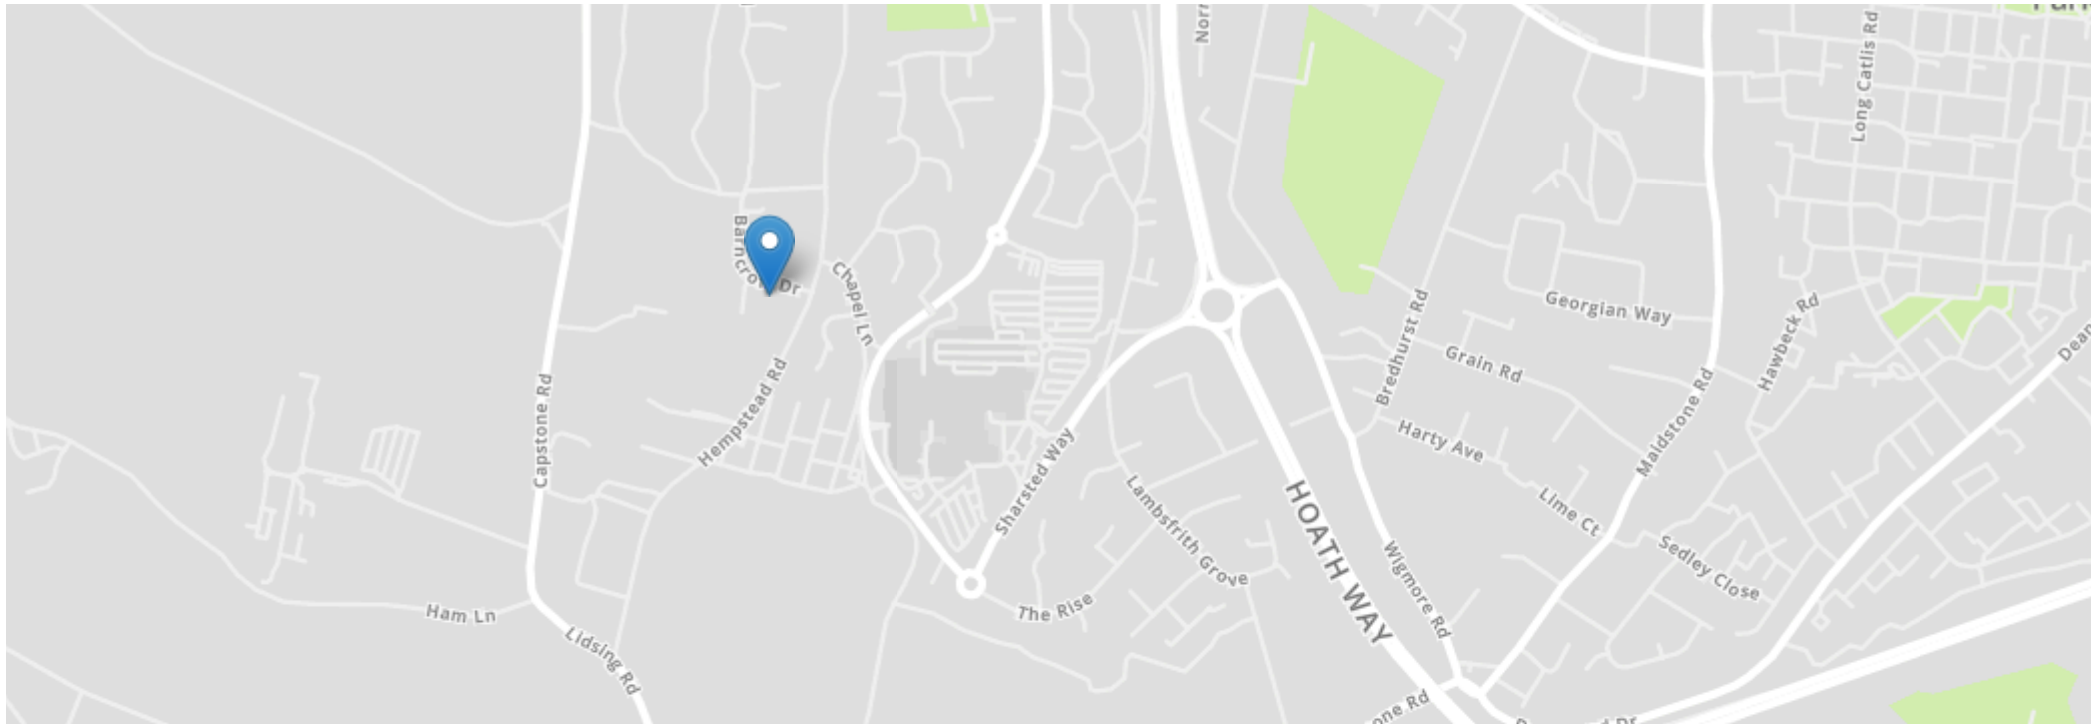 Long Catlis Rd
Chapel Ln
Georgian Way
Hawbeck Rd
Bredhurst Rd
Grain Rd
Capstone Rd
Hempstead Rd
Maidstone Rd
Harty Ave
Sharsted Way
Lambsfrith Grove
HOATH WAY
Lime Ct
Sedley Close
Wigmore Rd
The Rise
Ham Ln
Lidsing Rd